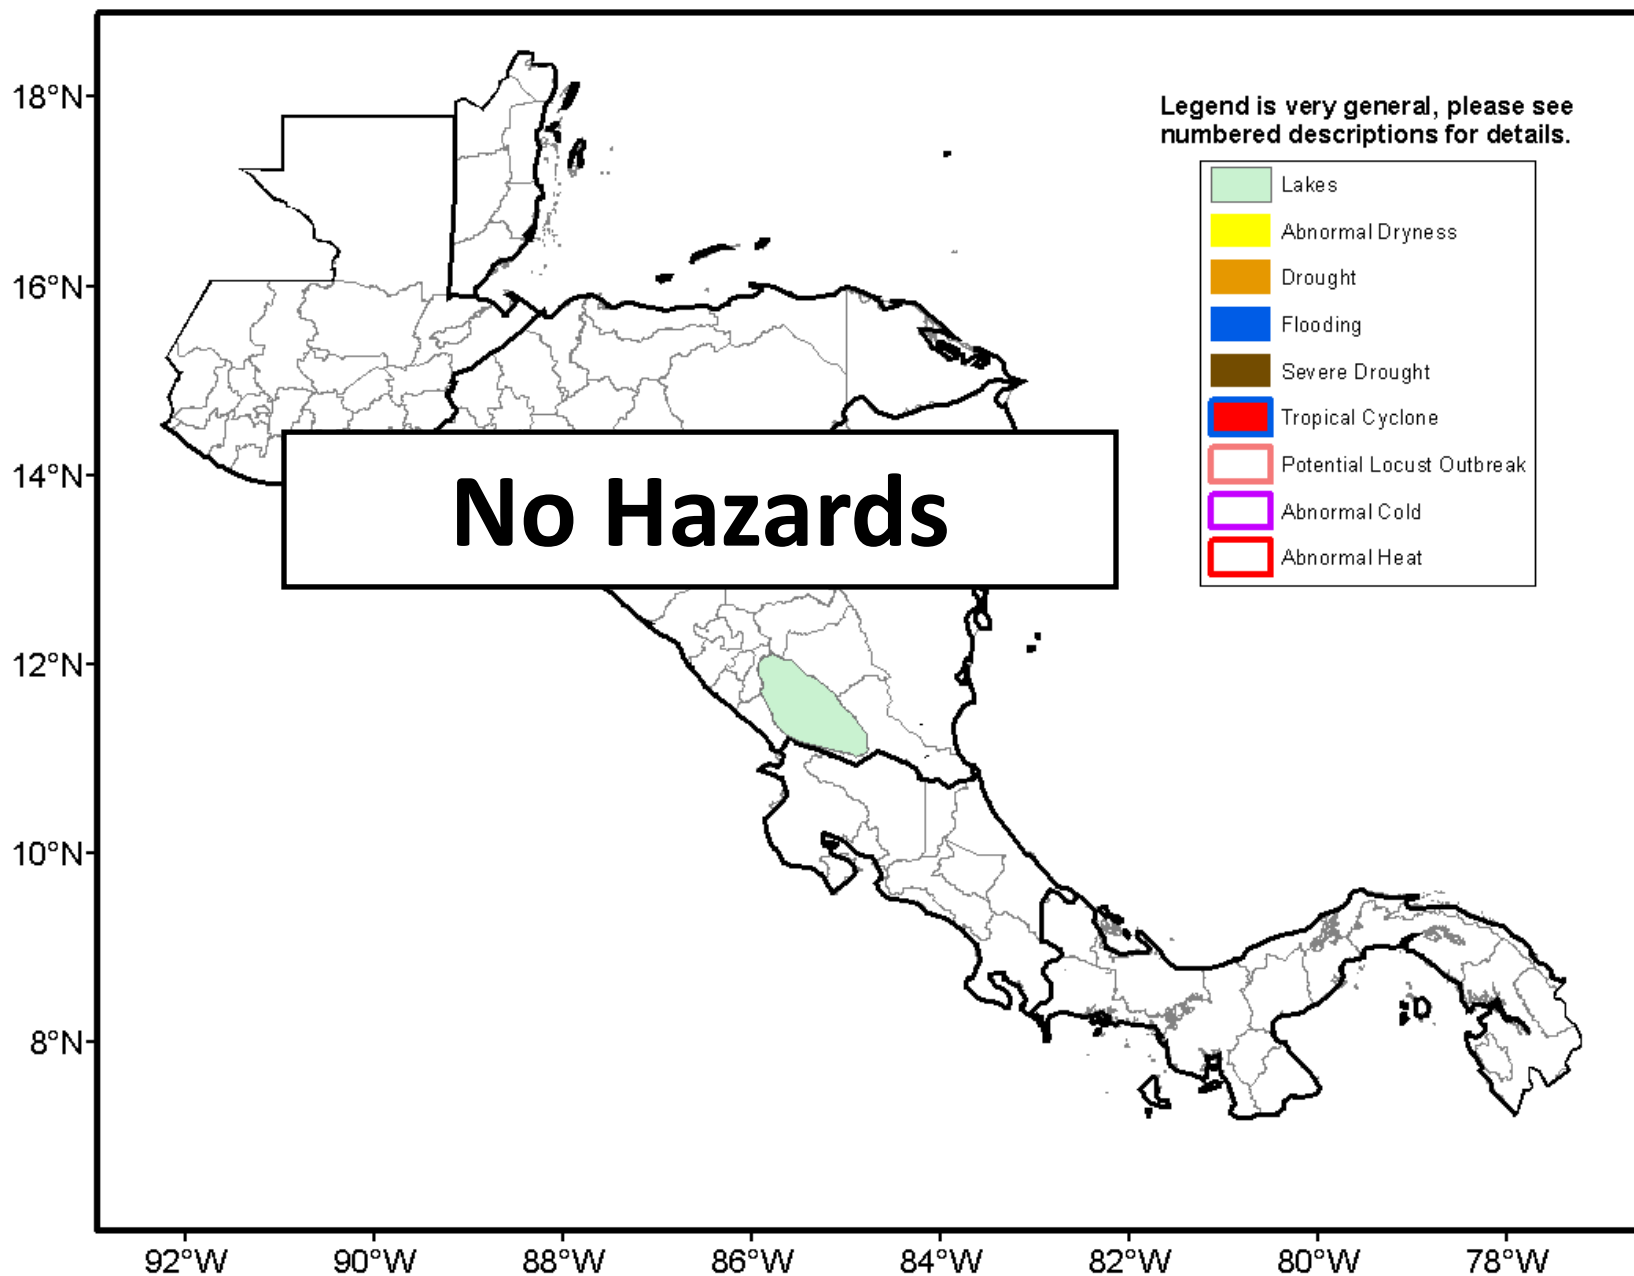 18°N
16°N
14°N
12°N
10°N
8°N
Legend is very general, please see
numbered descriptions for details.
Lakes
Abnormal Dryness
Drought
Flooding
Severe Drought
Tropical Cyclone
Potential Locust Outbreak
Abnormal Cold
Abnormal Heat
No Hazards
92°W 90°W 88°W 86°W 84°W 82°W 80°W 78°W